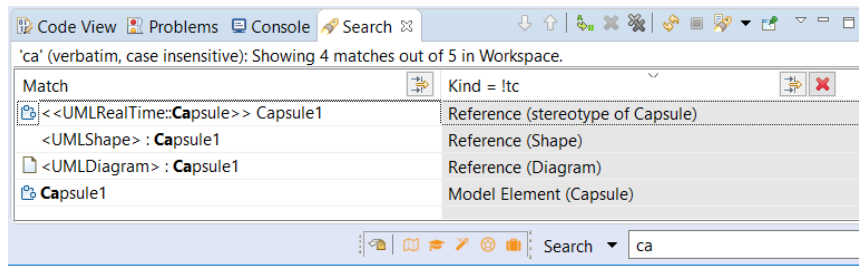 Code View Problems Console Search
'ca' (verbatim, case insensitive): Showing 4 matches out of 5 in Workspace.
Match Kind = !tc
<<UMLRealTime::Capsule>> Capsule1 Reference (stereotype of Capsule)
<UMLShape> : Capsule1 Reference (Shape)
<UMLDiagram> : Capsule1 Reference (Diagram)
Capsule1 Model Element (Capsule)
Search ca